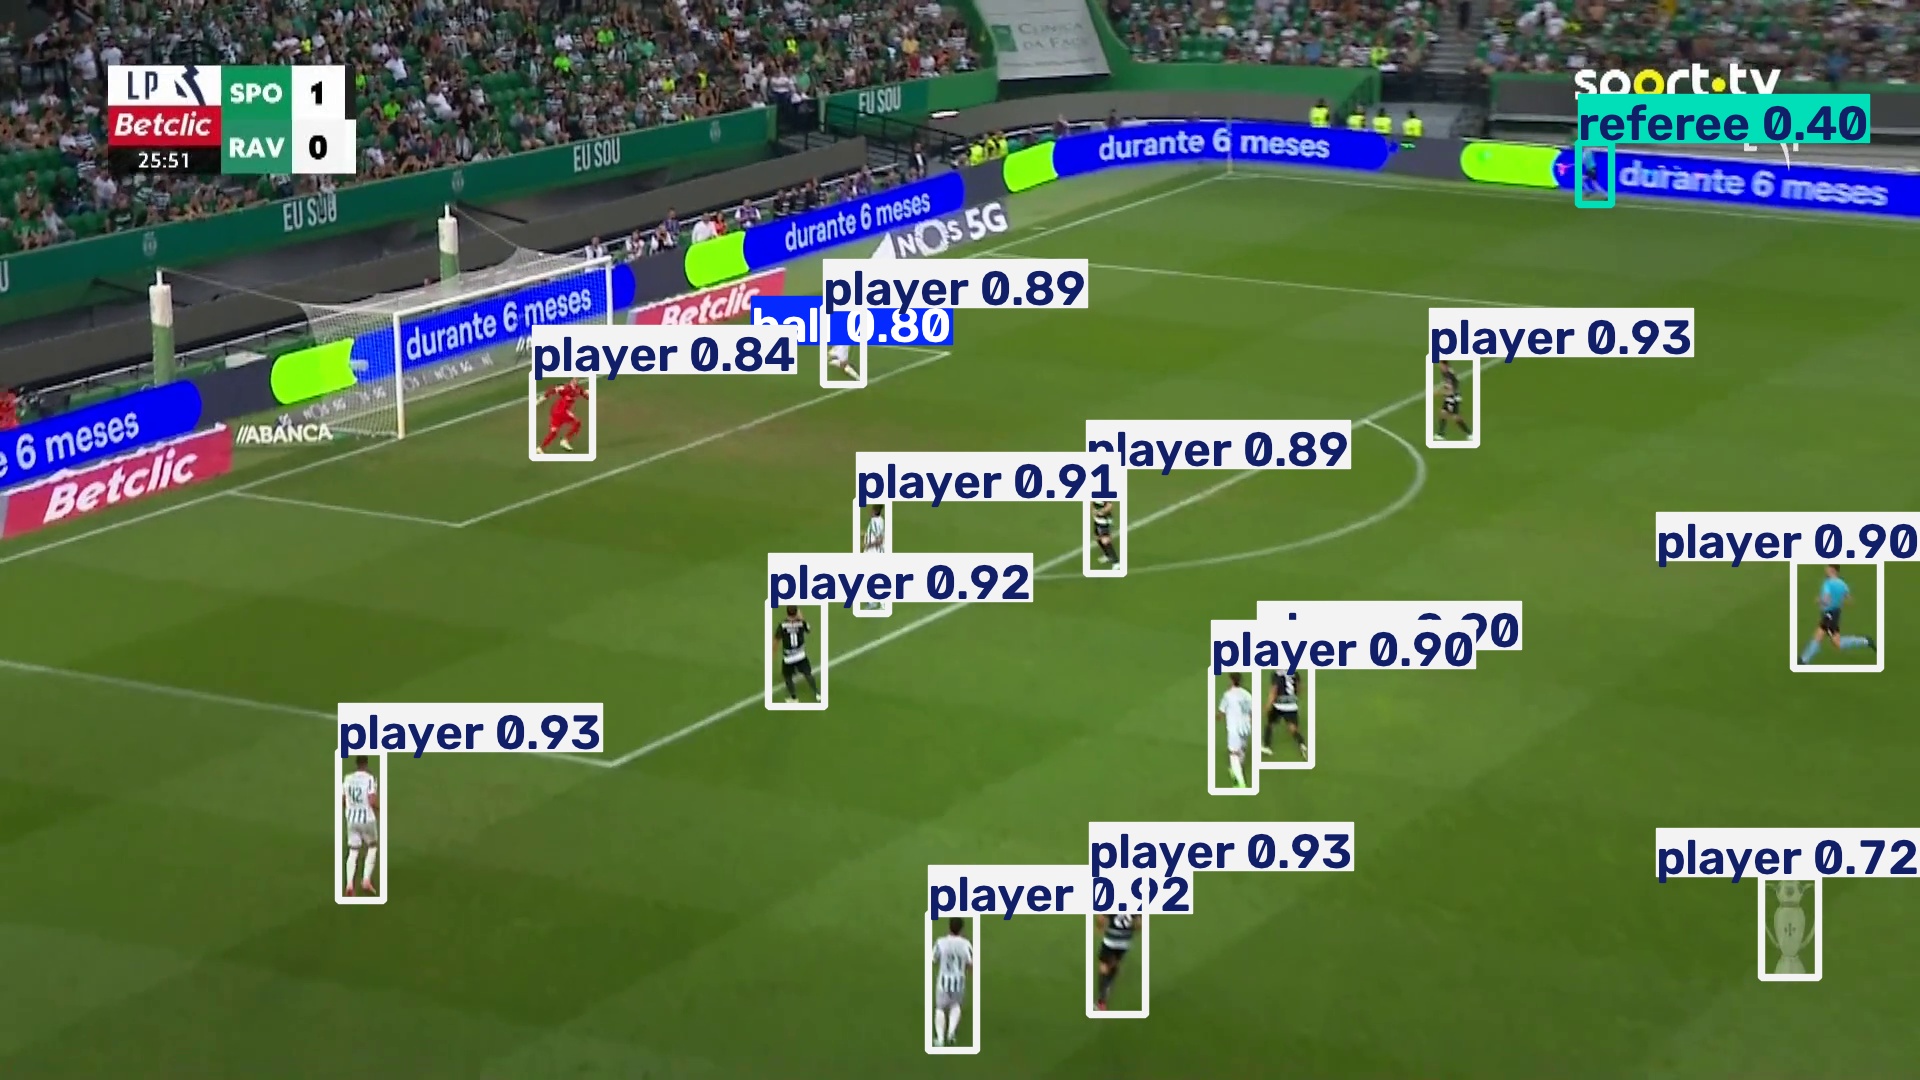 CLINICA
DA FACE
LP
SPO 1
Betclic
RAV 0
25:51
EU SOU
EU SOU
EU SOU
sport.tv
referee 0.40
durante 6 meses
durante 6 meses
durante 6 meses
NOS 5G
player 0.89
ball 0.80
Betclic
durante 6 meses
player 0.84
player 0.93
6 meses
ABANCA
Betclic
player 0.89
player 0.91
player 0.90
player 0.92
player 0.90
player 0.93
42
player 0.93
player 0.72
player 0.92